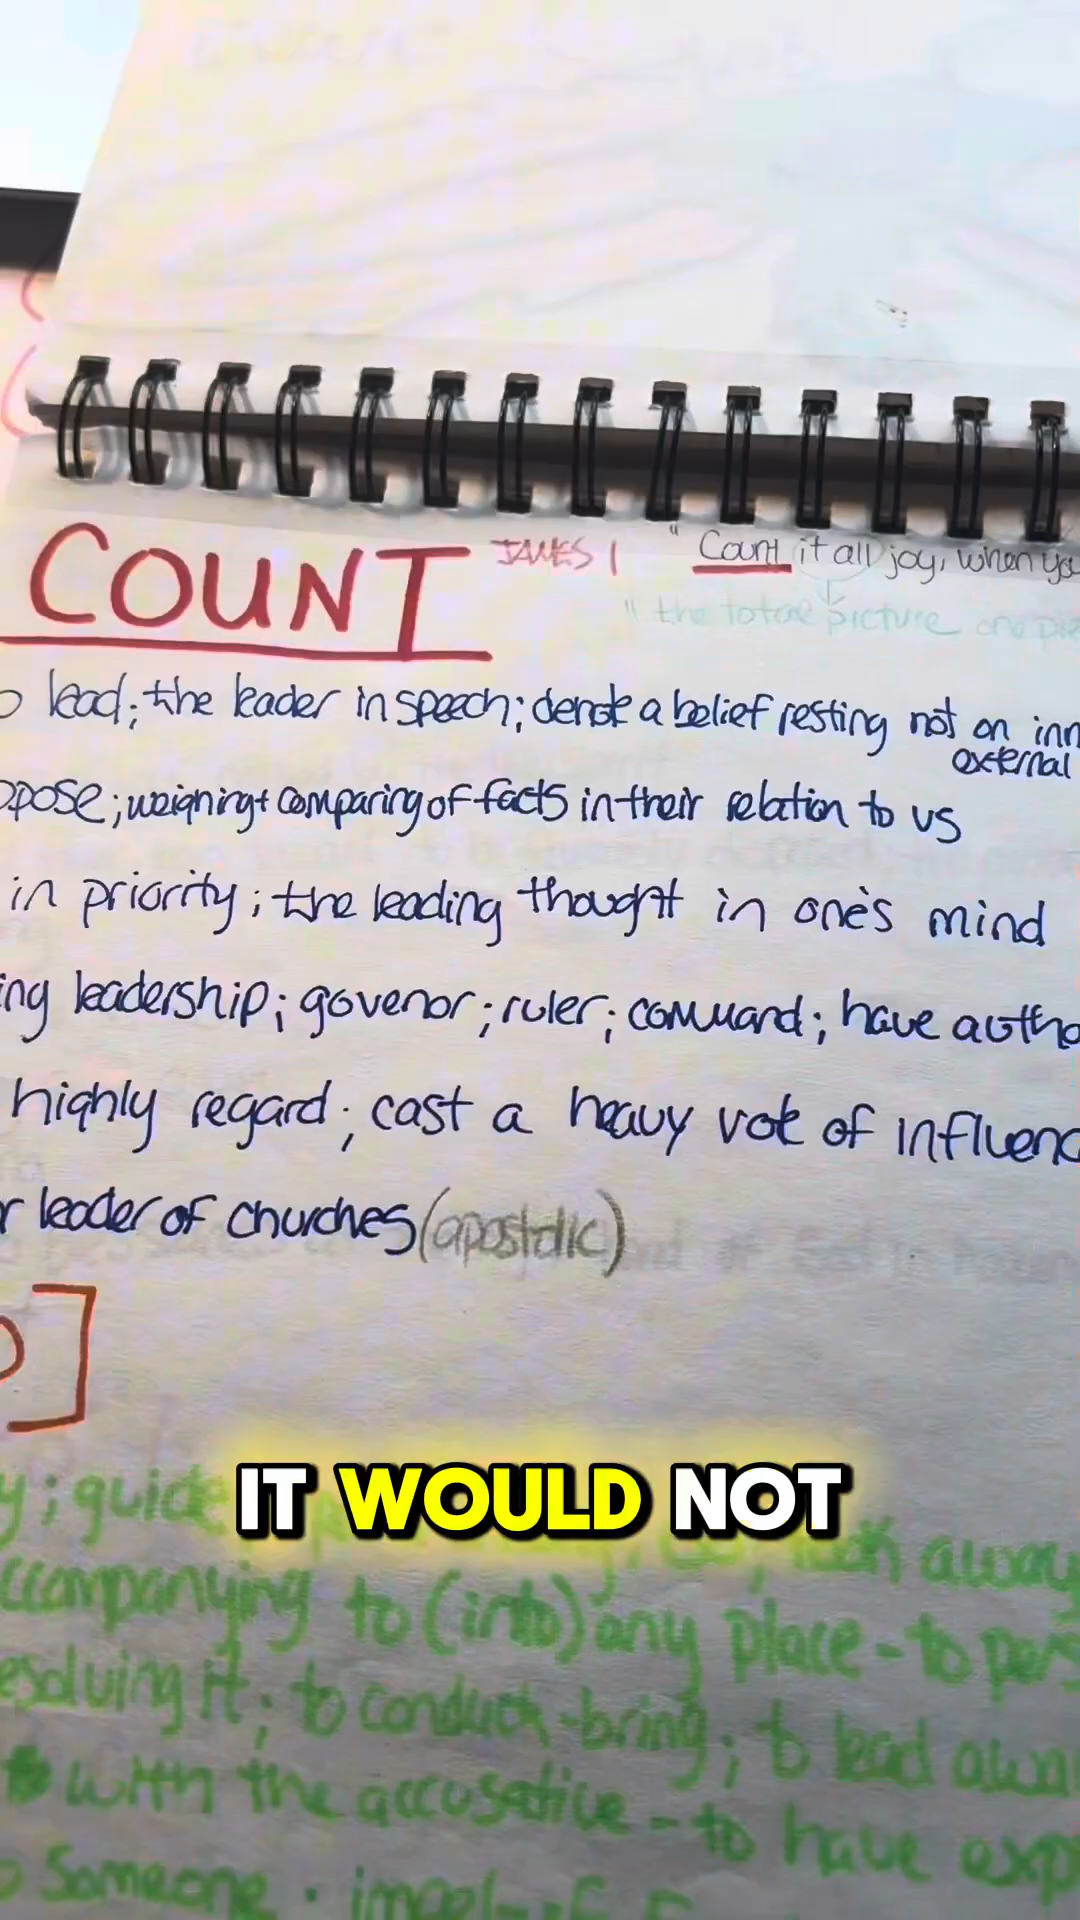 COUNT JAMES 1 " Count it all joy, when you
" the total picture one pie
o lead; the leader in speech; denote a belief resting not on inn
external
pose; weighing + comparing of facts in their relation to us
in priority; the leading thought in one's mind
ing leadership; govenor; ruler; command; have autho
highly regard; cast a heavy vote of influenc
r leader of churches (apostolic)
O]
IT WOULD NOT
y; guide away
ccompanying to (into) any place - to pers
esolving it; to conduct, bring; to lead awa
with the accusative - to have exp
o someone